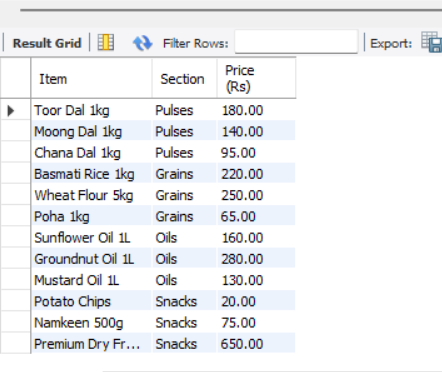 Result Grid Filter Rows: Export:
Item Section Price
(Rs)
Toor Dal 1kg Pulses 180.00
Moong Dal 1kg Pulses 140.00
Chana Dal 1kg Pulses 95.00
Basmati Rice 1kg Grains 220.00
Wheat Flour 5kg Grains 250.00
Poha 1kg Grains 65.00
Sunflower Oil 1L Oils 160.00
Groundnut Oil 1L Oils 280.00
Mustard Oil 1L Oils 130.00
Potato Chips Snacks 20.00
Namkeen 500g Snacks 75.00
Premium Dry Fr... Snacks 650.00